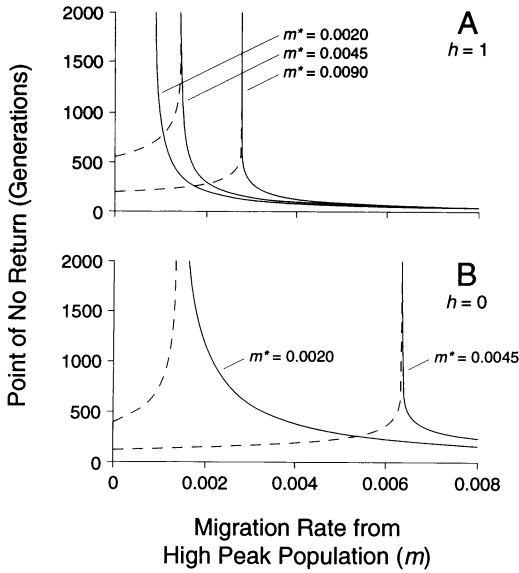 A
h = 1
m* = 0.0020
m* = 0.0045
m* = 0.0090
2000
1500
1000
500
0
Point of No Return (Generations)
B
h = 0
m* = 0.0020
m* = 0.0045
2000
1500
1000
500
0
0 0.002 0.004 0.006 0.008
Migration Rate from
High Peak Population (m)